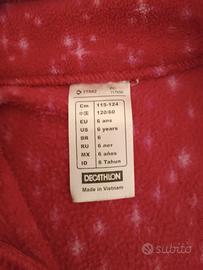 Cm 115-124
120/60
EU 6 ans
US 6 years
BR 6
RU 6 лет
MX 6 años
ID 6 Tahun
DECATHLON
Made in Vietnam
subito